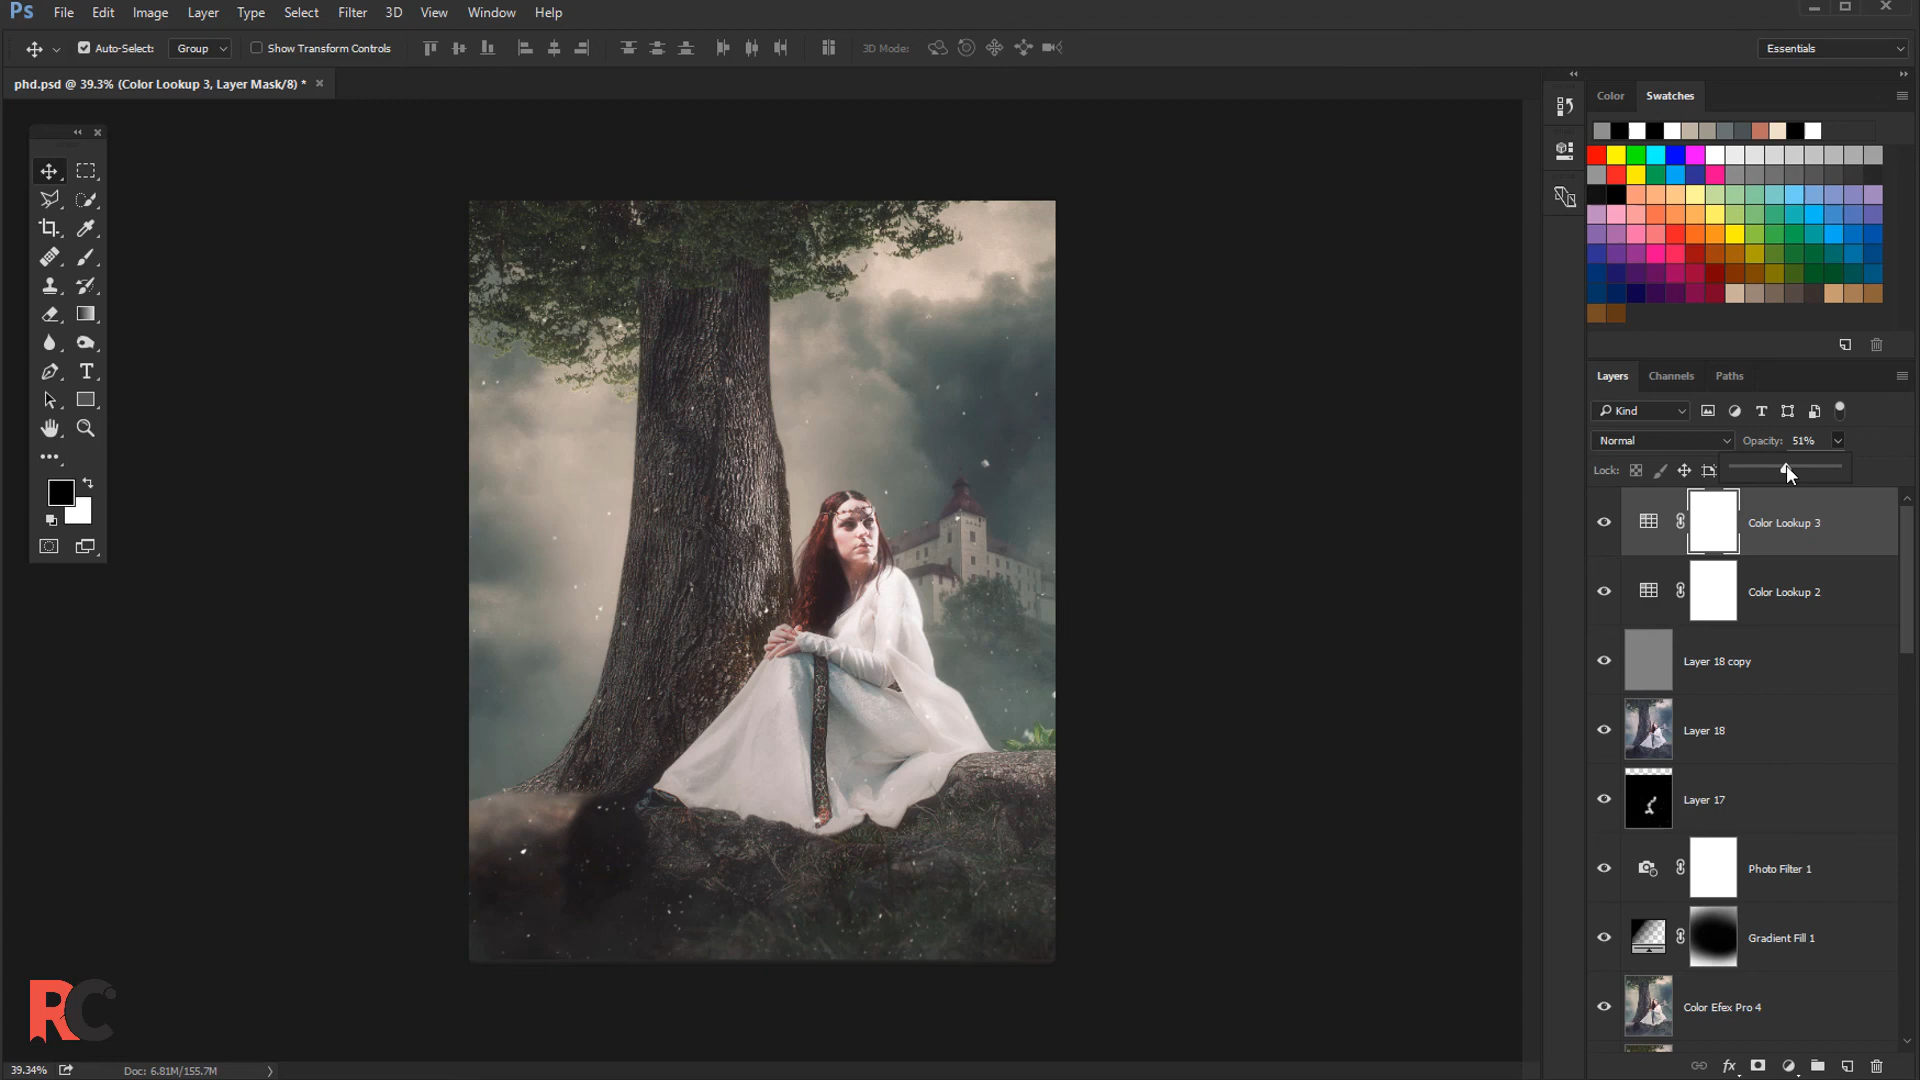 Ps File Edit Image Layer Type Select Filter 3D View Window Help
Auto-Select: Group Show Transform Controls 3D Mode: Essentials
phd.psd @ 39.3% (Color Lookup 3, Layer Mask/8) *
Color Swatches
Layers Channels Paths
Kind
Normal Opacity: 51%
Lock:
Color Lookup 3
Color Lookup 2
Layer 18 copy
Layer 18
Layer 17
Photo Filter 1
Gradient Fill 1
Color Efex Pro 4
RC
39.34% Doc: 6.81M/155.7M
fx